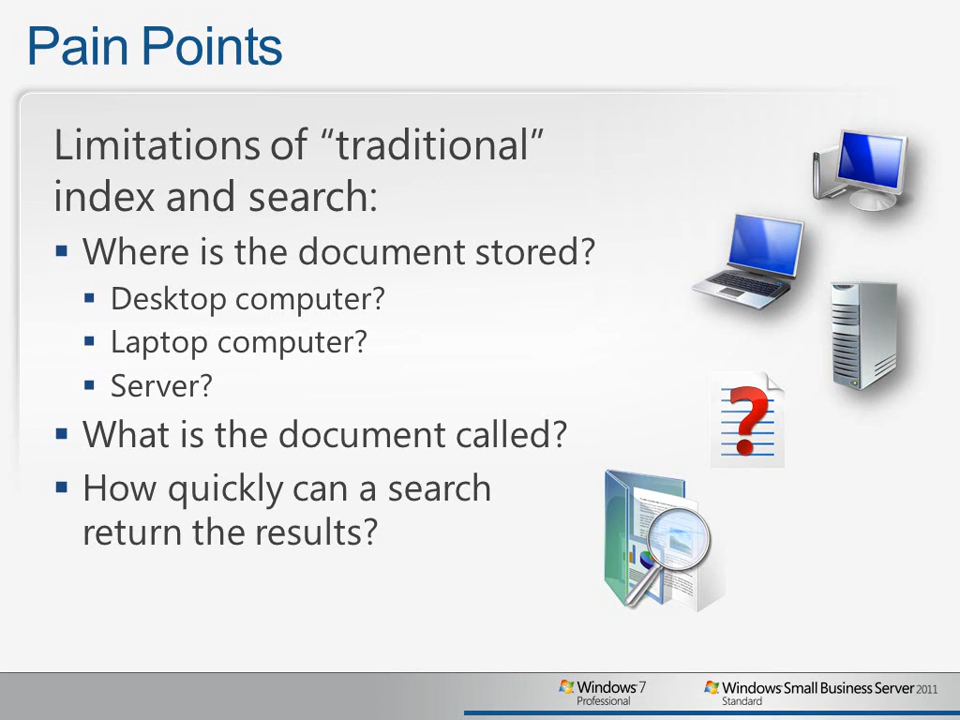 Pain Points
Limitations of “traditional”
index and search:
▪ Where is the document stored?
▪ Desktop computer?
▪ Laptop computer?
▪ Server?
▪ What is the document called?
▪ How quickly can a search
return the results?
?
Windows 7
Professional
Windows Small Business Server 2011
Standard